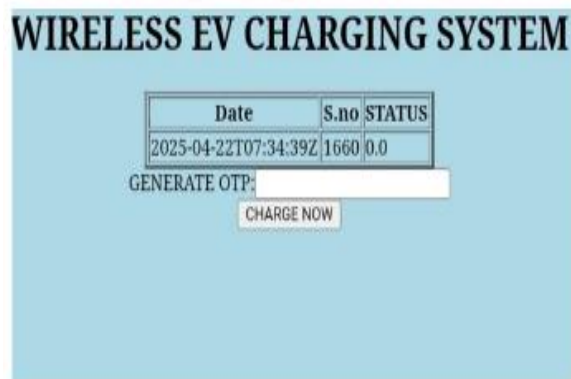 WIRELESS EV CHARGING SYSTEM
Date S.no STATUS
2025-04-22T07:34:39Z 1660 0.0
GENERATE OTP:
CHARGE NOW